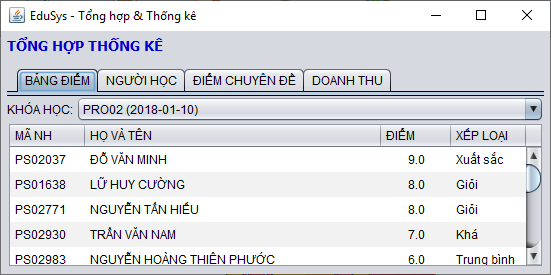 EduSys - Tổng hợp & Thống kê
TỔNG HỢP THỐNG KÊ
BẢNG ĐIỂM NGƯỜI HỌC ĐIỂM CHUYÊN ĐỀ DOANH THU
KHÓA HỌC: PRO02 (2018-01-10)
MÃ NH HỌ VÀ TÊN ĐIỂM XẾP LOẠI
PS02037 ĐỖ VĂN MINH 9.0 Xuất sắc
PS01638 LỮ HUY CƯỜNG 8.0 Giỏi
PS02771 NGUYỄN TẤN HIẾU 8.0 Giỏi
PS02930 TRẦN VĂN NAM 7.0 Khá
PS02983 NGUYỄN HOÀNG THIÊN PHƯỚC 6.0 Trung bình